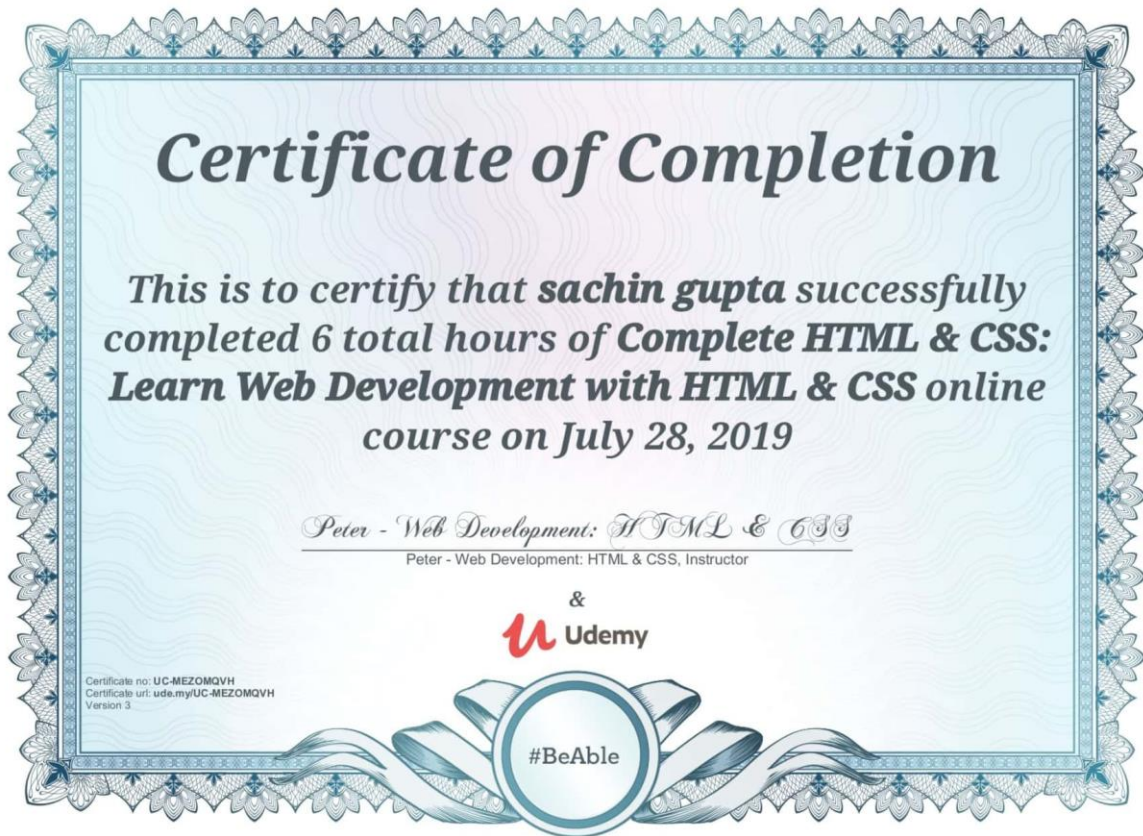 Certificate of Completion
This is to certify that sachin gupta successfully
completed 6 total hours of Complete HTML & CSS:
Learn Web Development with HTML & CSS online
course on July 28, 2019
Peter - Web Development: HTML & CSS
Peter - Web Development: HTML & CSS, Instructor
&
Udemy
Certificate no: UC-MEZOMQVH
Certificate url: ude.my/UC-MEZOMQVH
Version 3
#BeAble